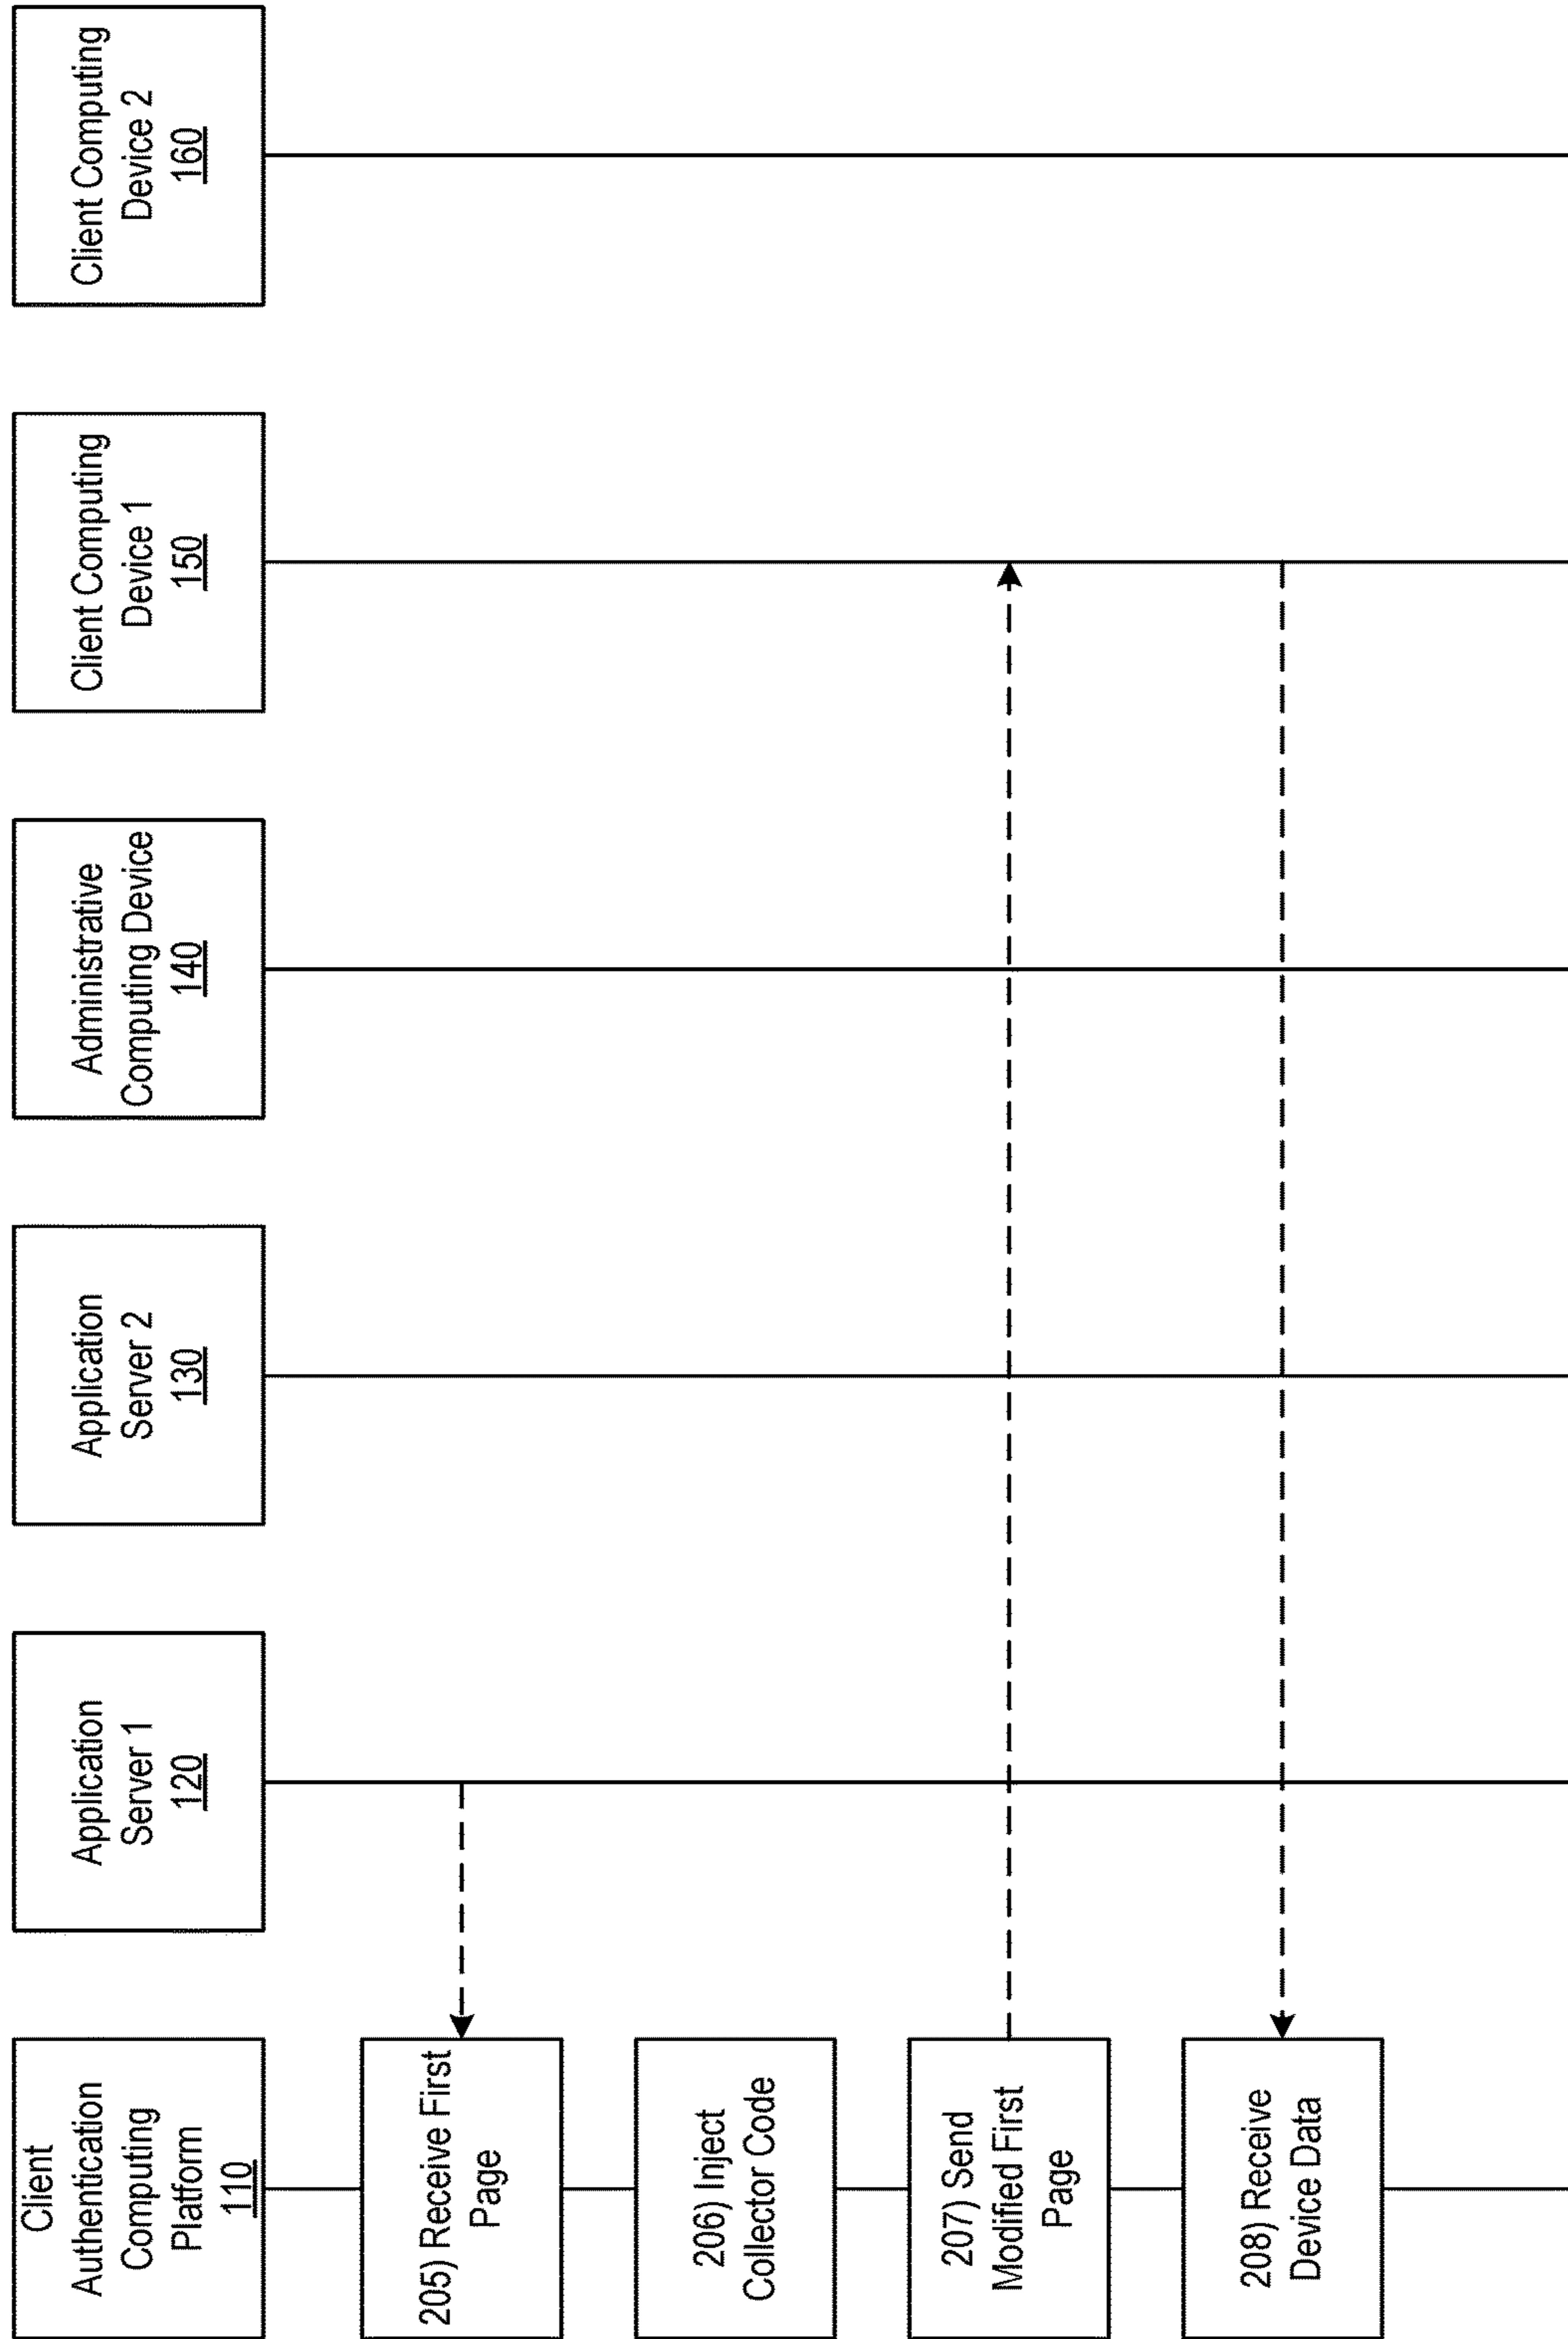 Client
Authentication
Computing
Platform
110
Application
Server 1
120
Application
Server 2
130
Administrative
Computing Device
140
Client Computing
Device 1
150
Client Computing
Device 2
160
205) Receive First
Page
206) Inject
Collector Code
207) Send
Modified First
Page
208) Receive
Device Data